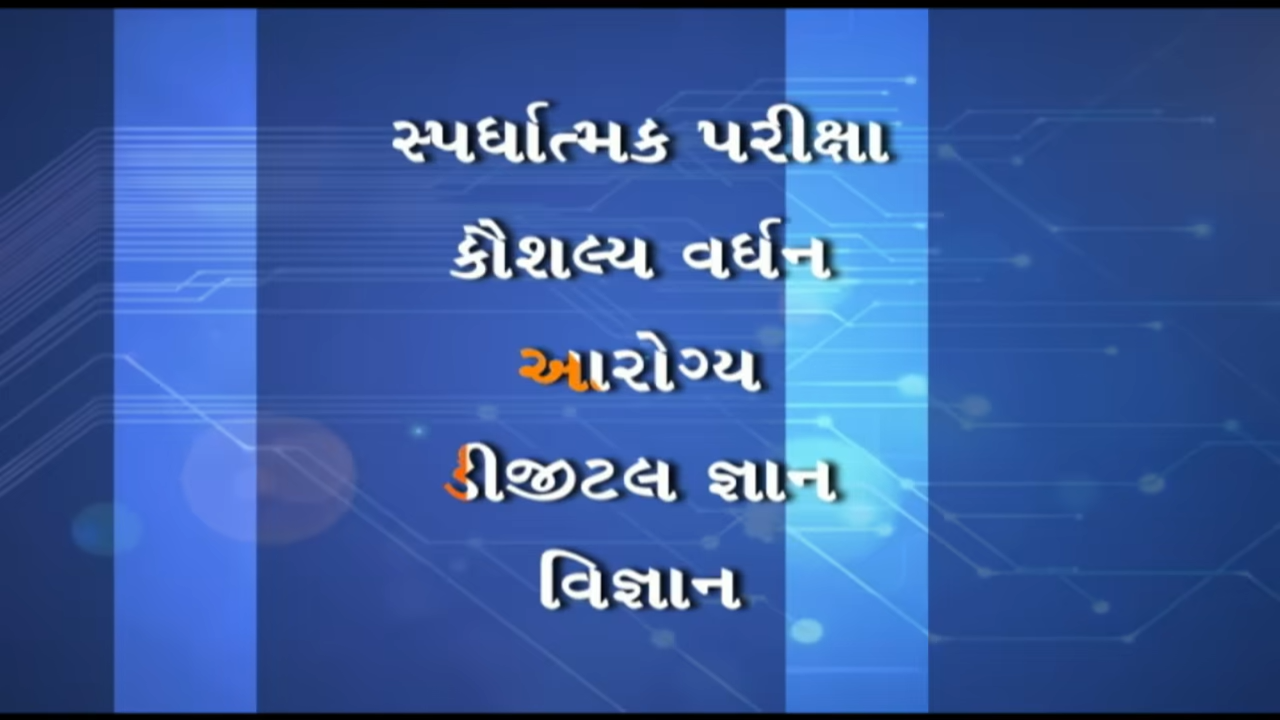 સ્પર્ધાત્મક પરીક્ષા
કૌશલ્ય વર્ધન
આરોગ્ય
ડીજીટલ જ્ઞાન
વિજ્ઞાન